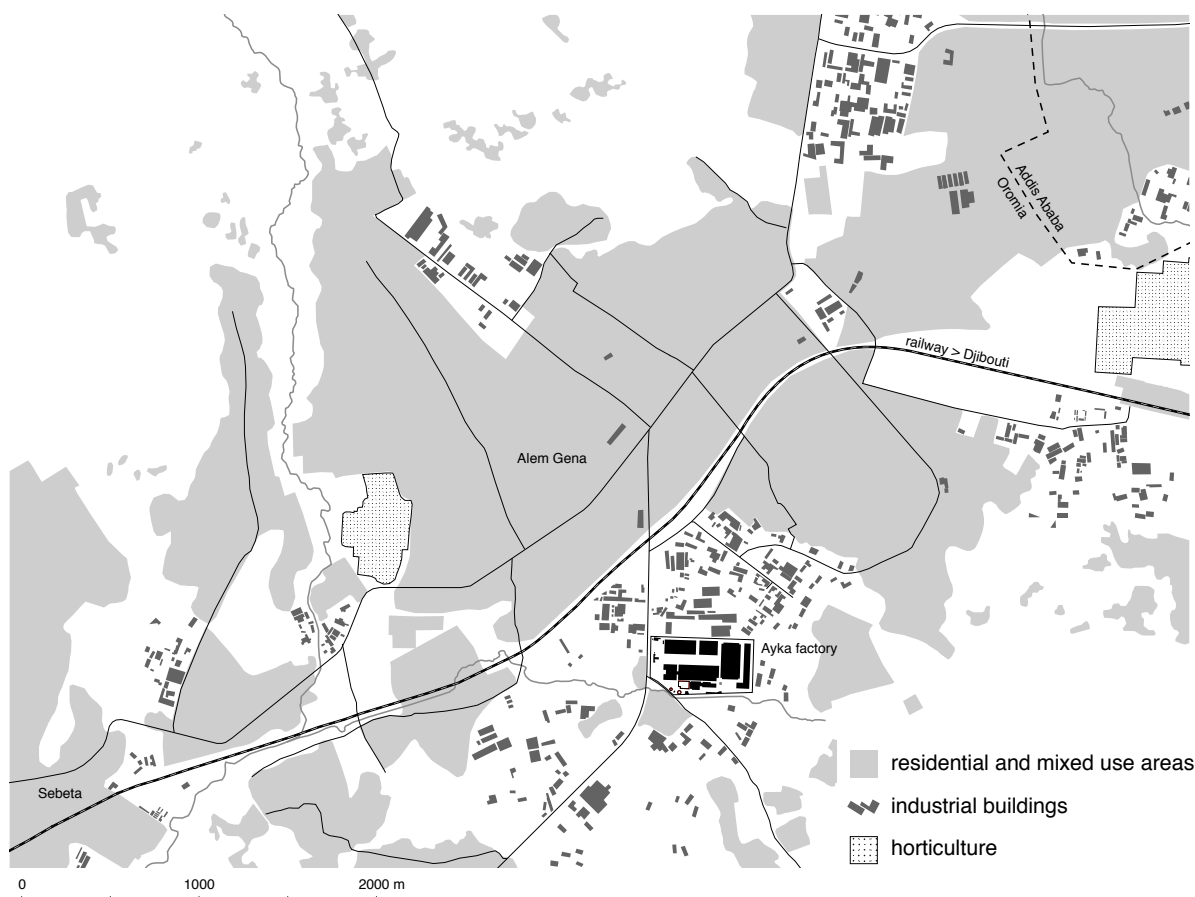 Addis Ababa
Oromia
railway > Djibouti
Alem Gena
Ayka factory
Sebeta
residential and mixed use areas
industrial buildings
horticulture
0 1000 2000 m